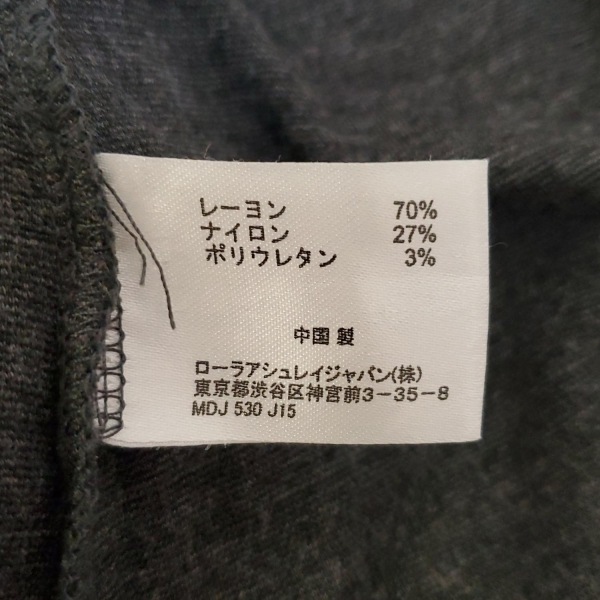 レーヨン 70%
ナイロン 27%
ポリウレタン 3%
中国 製
ローラアシュレイジャパン(株)
東京都渋谷区神宮前3-35-8
MDJ 530 J15